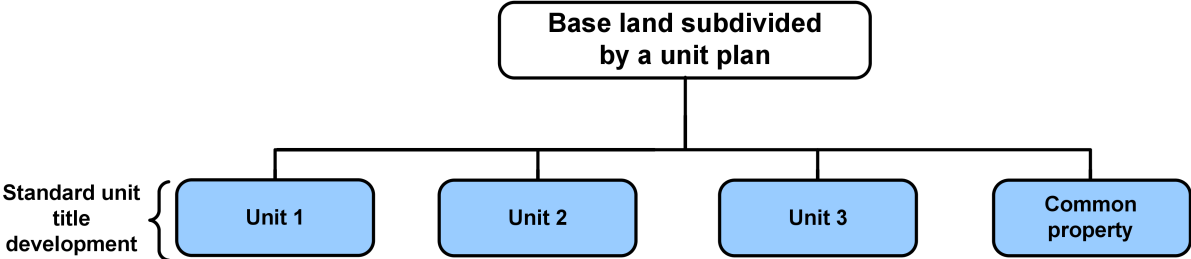 Base land subdivided
by a unit plan
Standard unit
title
development
Unit 1
Unit 2
Unit 3
Common
property